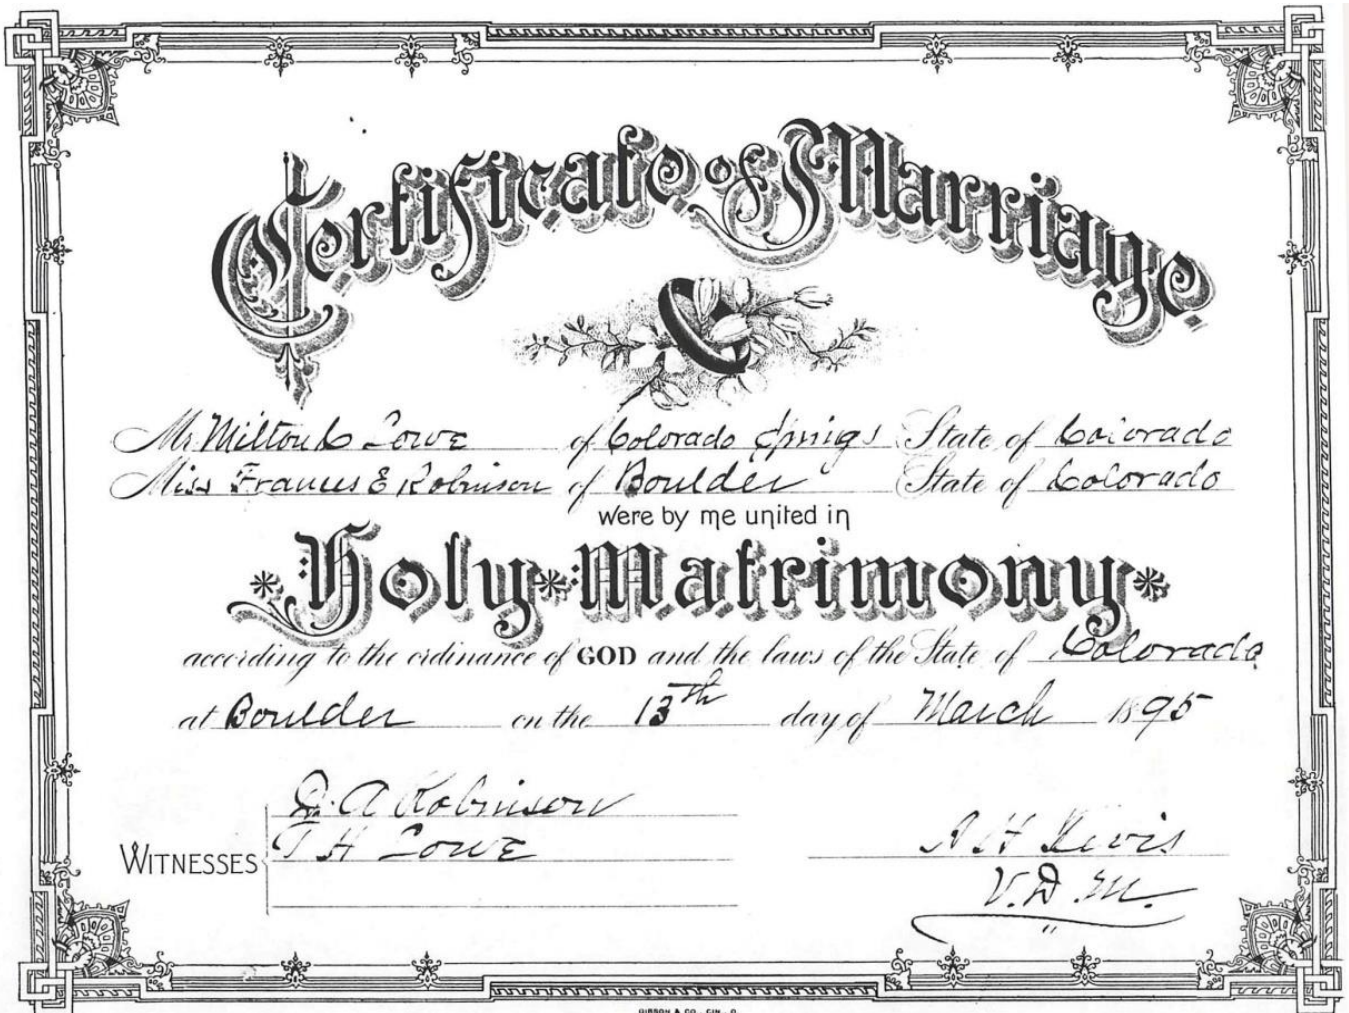 Certificate of Marriage
Mr Milton C Lowe of Colorado Springs State of Colorado
Miss Frances E Robinson of Boulder State of Colorado
were by me united in
Holy Matrimony
according to the ordinance of GOD and the laws of the State of Colorado
at Boulder on the 13th day of March 1895
D. A Robinson
WITNESSES T H Lowe
A H Levis
V. D. M.
GIBSON & CO., CIN., O.